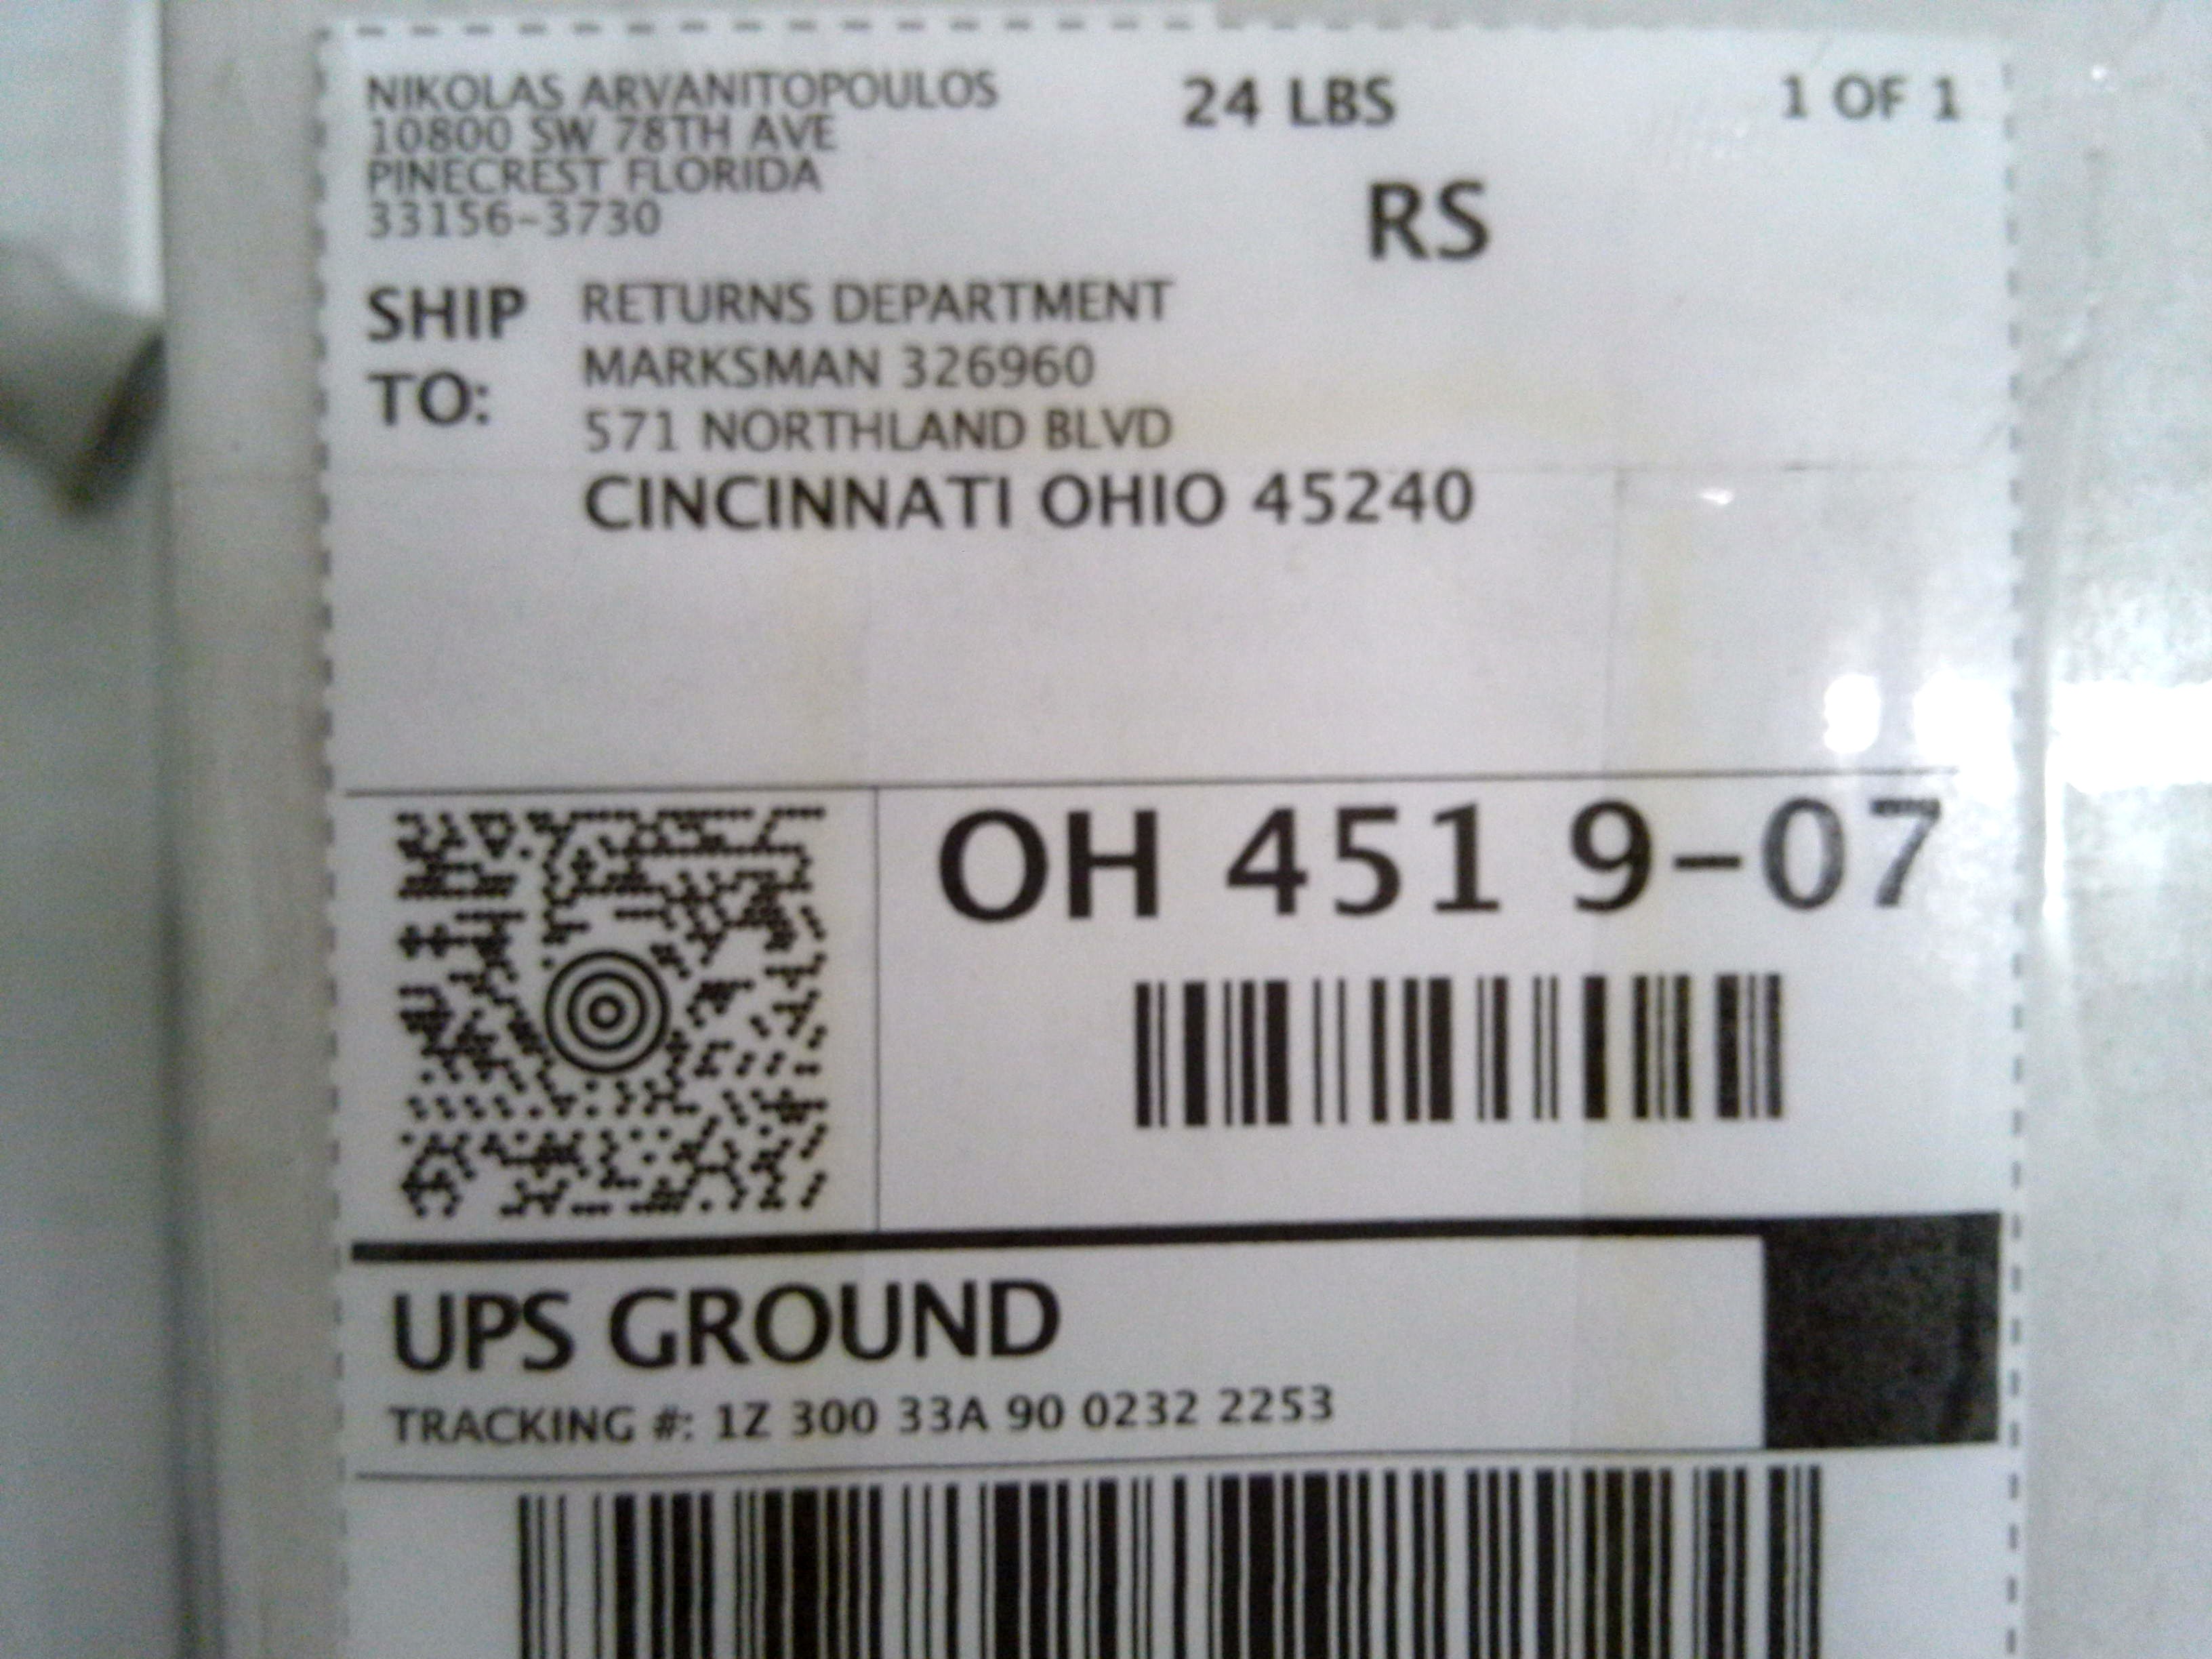 NIKOLAS ARVANITOPOULOS
10800 SW 78TH AVE
PINECREST FLORIDA
33156-3730
24 LBS
1 OF 1
RS
SHIP TO:
RETURNS DEPARTMENT
MARKSMAN 326960
571 NORTHLAND BLVD
CINCINNATI OHIO 45240
OH 451 9-07
UPS GROUND
TRACKING #: 1Z 300 33A 90 0232 2253